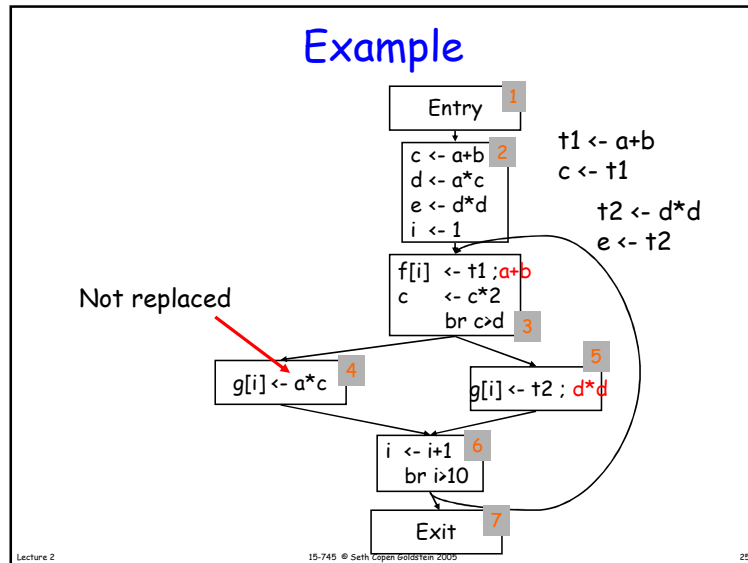 Example
1
Entry
2
c <- a+b
d <- a*c
e <- d*d
i <- 1
t1 <- a+b
c <- t1
t2 <- d*d
e <- t2
f[i] <- t1 ;a+b
c <- c*2
br c>d
3
Not replaced
4
g[i] <- a*c
5
g[i] <- t2 ; d*d
6
i <- i+1
br i>10
7
Exit
Lecture 2
15-745 © Seth Copen Goldstein 2005
25